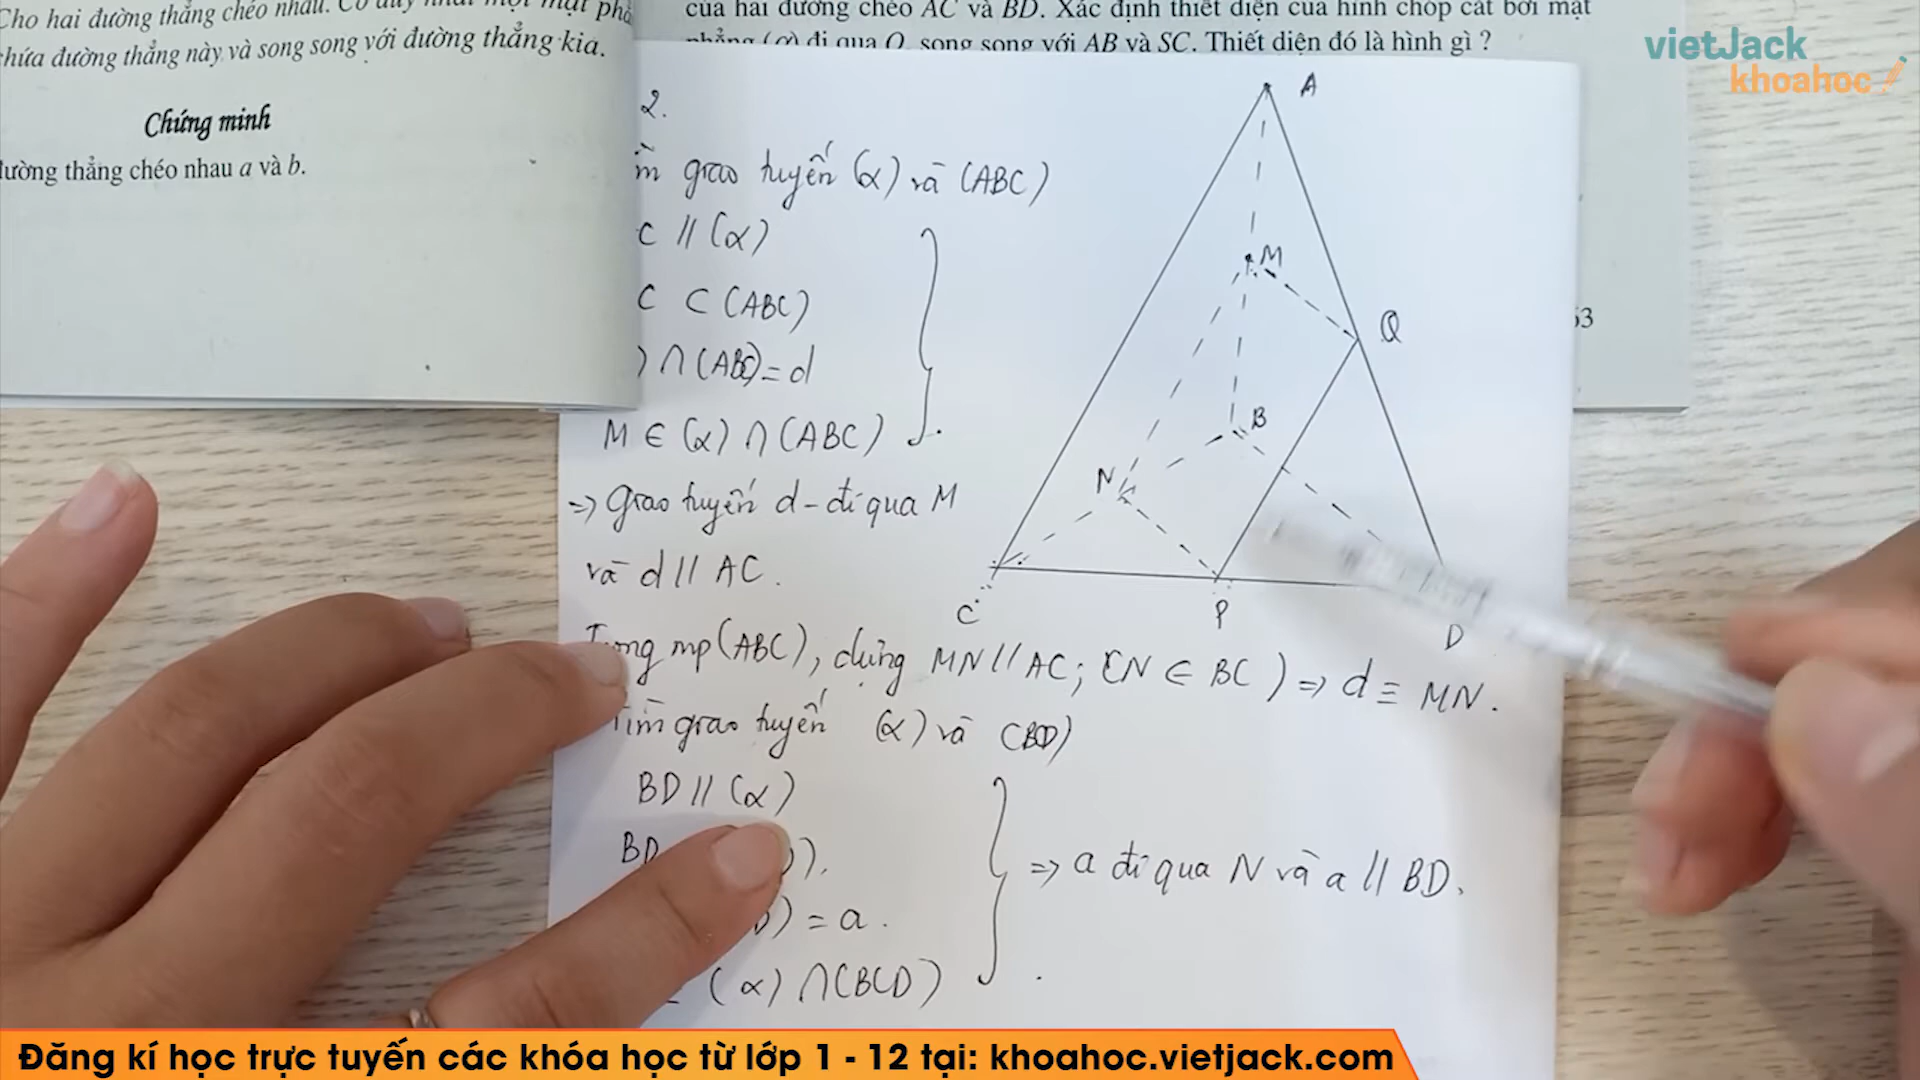 Cho hai đường thẳng chéo nhau. Có duy nhất một mặt phẳ
chứa đường thẳng này và song song với đường thẳng kia.
Chứng minh
đường thẳng chéo nhau a và b.
của hai đường chéo AC và BD. Xác định thiết diện của hình chóp cắt bởi mặt
phẳng (α) đi qua O, song song với AB và SC. Thiết diện đó là hình gì ?
vietJack
khoahoc
63
2.
m giao tuyến (α) và (ABC)
C // (α)
C ⊂ (ABC)
) ∩ (ABC) = d
M ∈ (α) ∩ (ABC)
=> Giao tuyến d - đi qua M
và d // AC.
Trong mp(ABC), dựng MN // AC; (N ∈ BC) => d ≡ MN.
Tìm giao tuyến (α) và (BCD)
BD // (α)
BD ).
) = a.
(α) ∩ (BCD)
=> a đi qua N và a // BD.
A
M
Q
B
N
C
P
D
Đăng kí học trực tuyến các khóa học từ lớp 1 - 12 tại: khoahoc.vietjack.com